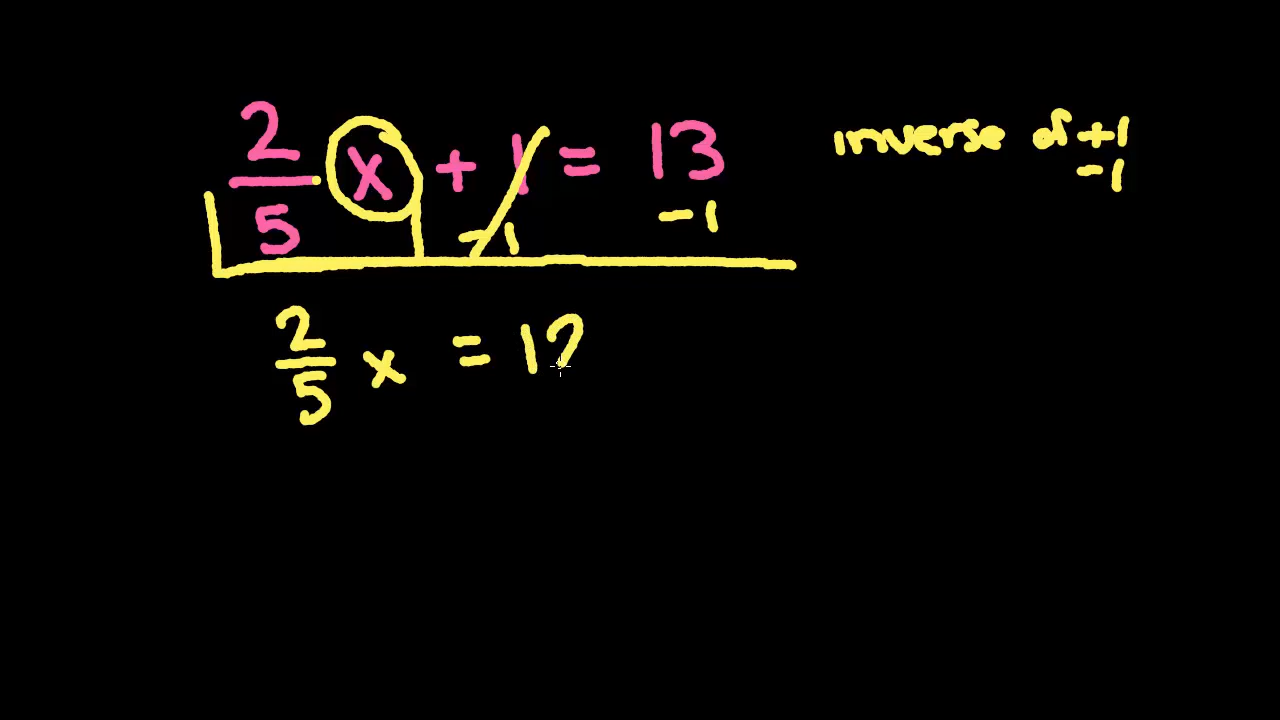 2/5 x + 1 = 13
inverse of +1
-1
-1 -1
2/5 x = 12